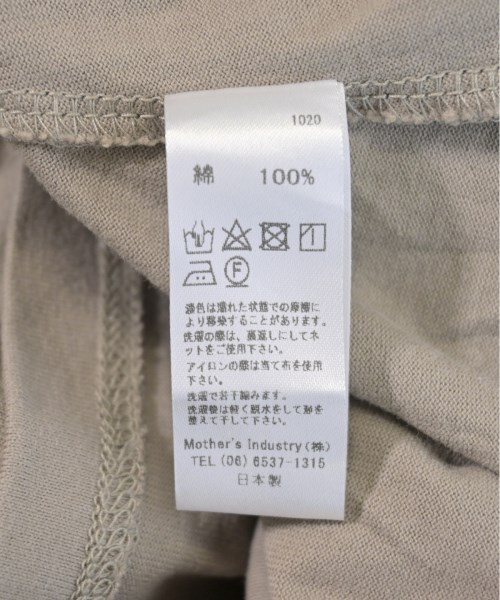 1020
綿 100%
F
濃色は濡れた状態での摩擦に
より移染することがあります。
洗濯の際は、裏返しにしてネ
ットをご使用下さい。
アイロンの際は当て布を使用
下さい。
洗濯で若干縮みます。
洗濯後は軽く脱水をして形を
整えて干して下さい。
Mother's Industry (株)
TEL (06) 6537-1315
日本製